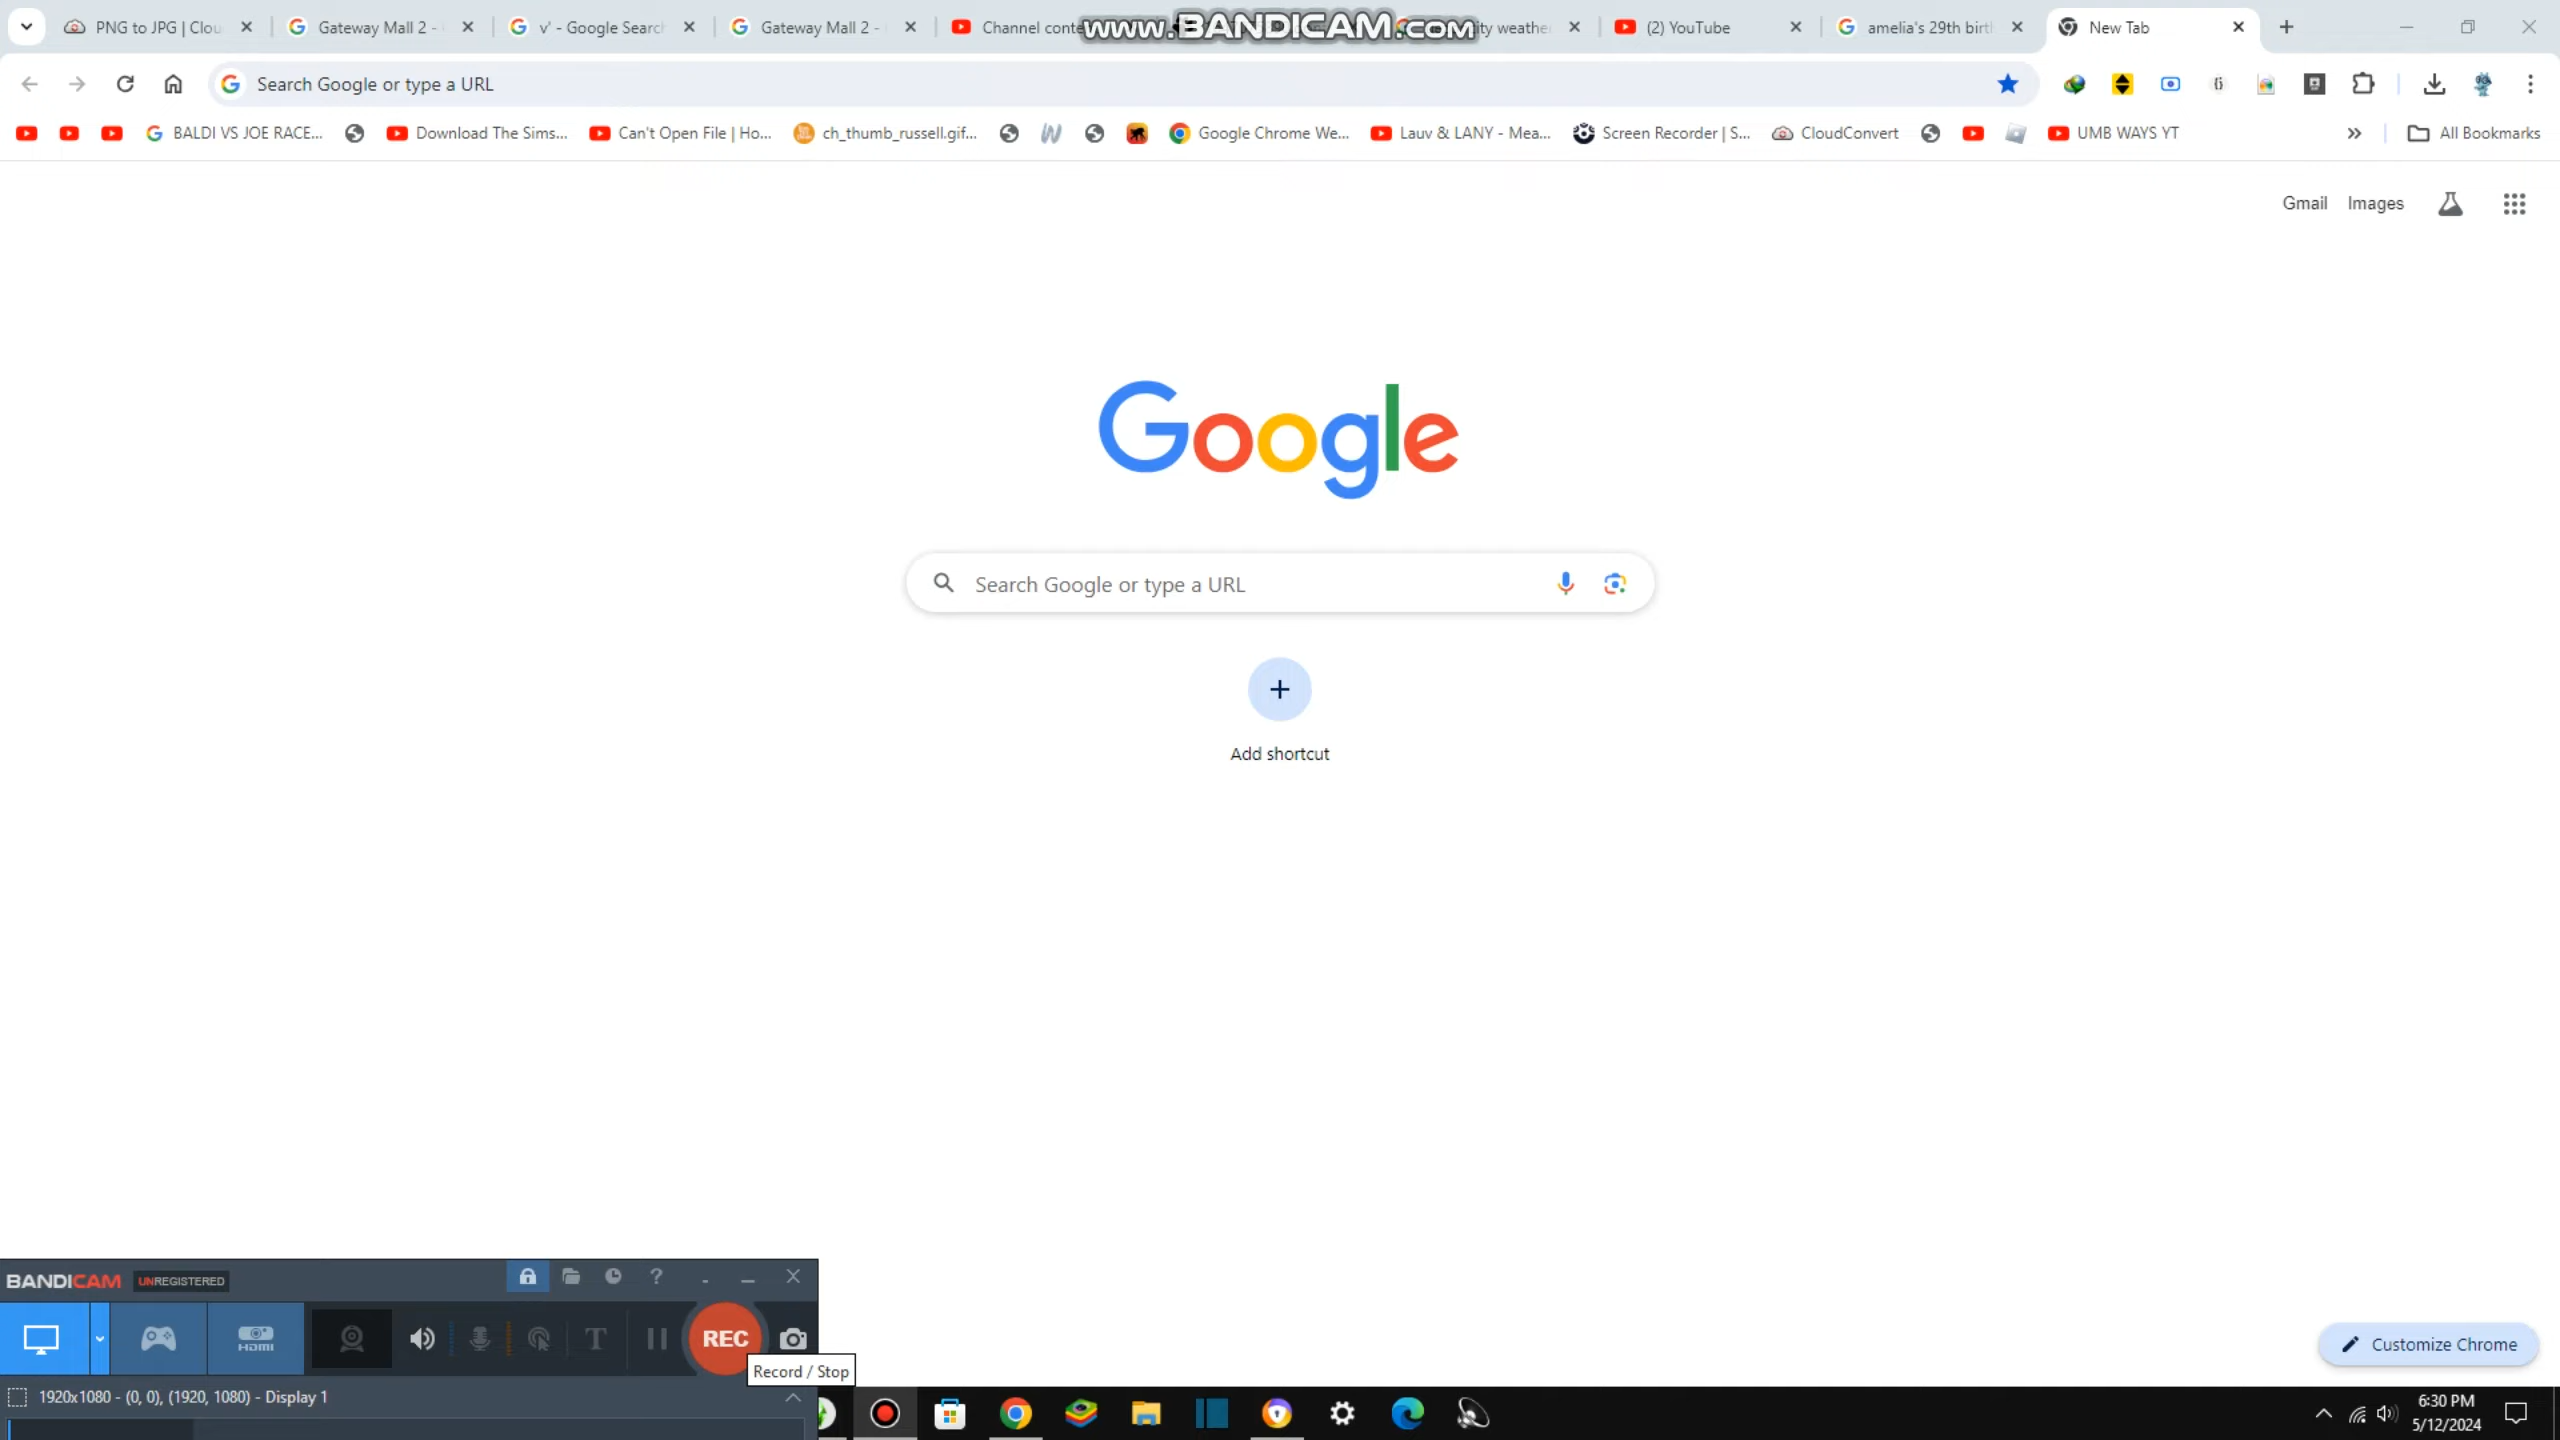 PNG to JPG | Clou
Gateway Mall 2 -
v' - Google Search
Gateway Mall 2 -
Channel conte
www.BANDICAM.com
ity weather
(2) YouTube
amelia's 29th birt
New Tab
Search Google or type a URL
BALDI VS JOE RACE...
Download The Sims...
Can't Open File | Ho...
ch_thumb_russell.gif...
Google Chrome We...
Lauv & LANY - Mea...
Screen Recorder | S...
CloudConvert
UMB WAYS YT
All Bookmarks
Gmail
Images
Google
Search Google or type a URL
Add shortcut
BANDICAM UNREGISTERED
HDMI
T
REC
Record / Stop
Customize Chrome
1920x1080 - (0, 0), (1920, 1080) - Display 1
6:30 PM
5/12/2024